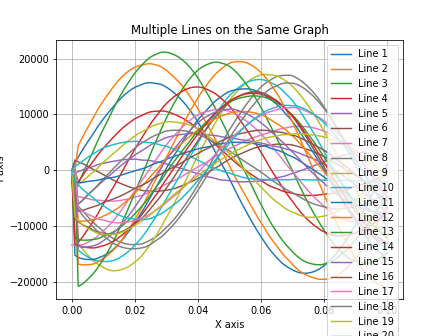 Multiple Lines on the Same Graph
20000
10000
0
−10000
−20000
0.00
0.02
0.04
0.06
X axis
Line 1
Line 2
Line 3
Line 4
Line 5
Line 6
Line 7
Line 8
Line 9
Line 10
Line 11
Line 12
Line 13
Line 14
Line 15
Line 16
Line 17
Line 18
Line 19
Line 20